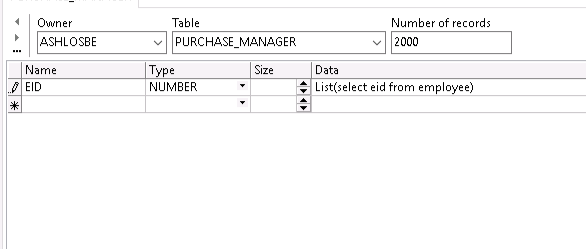 Owner Table Number of records
ASHLOSBE PURCHASE_MANAGER 2000
Name Type Size Data
EID NUMBER List(select eid from employee)